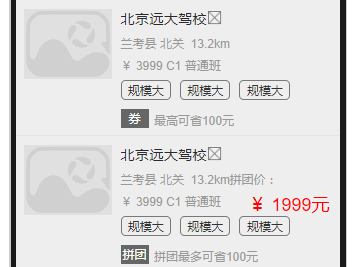 北京远大驾校
兰考县 北关 13.2km
¥ 3999 C1 普通班
规模大 规模大 规模大
券 最高可省100元
北京远大驾校
兰考县 北关 13.2km拼团价：
¥ 3999 C1 普通班 ¥ 1999元
规模大 规模大 规模大
拼团 拼团最多可省100元